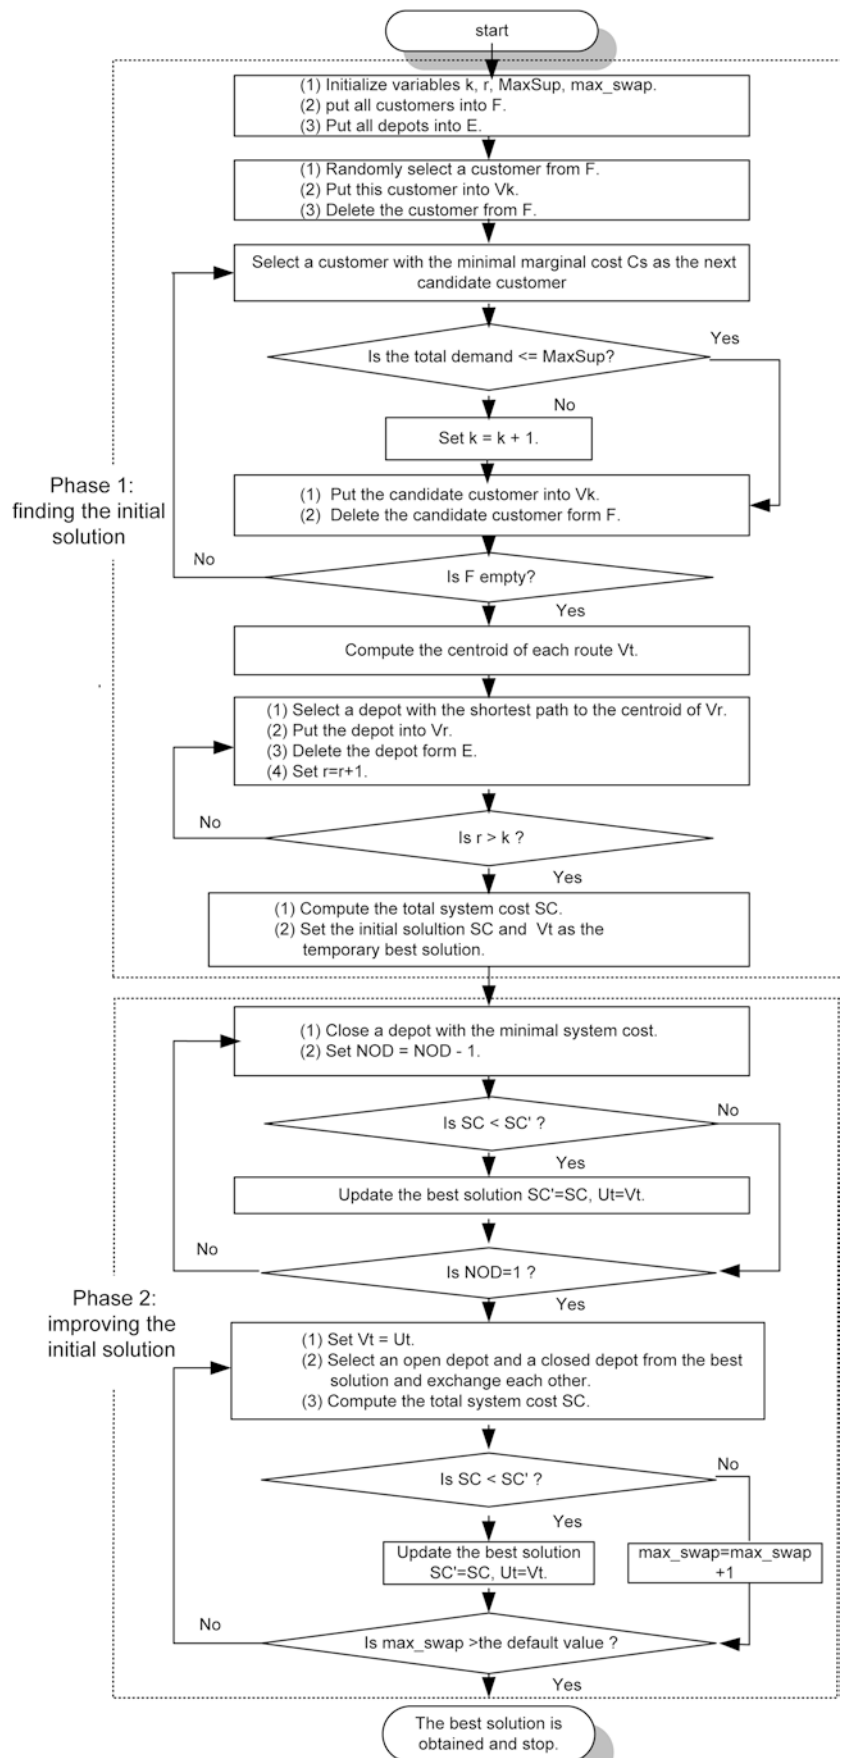 start
(1) Initialize variables k, r, MaxSup, max_swap.
(2) put all customers into F.
(3) Put all depots into E.
(1) Randomly select a customer from F.
(2) Put this customer into Vk.
(3) Delete the customer from F.
Select a customer with the minimal marginal cost Cs as the next
candidate customer
Is the total demand <= MaxSup?
Yes
No
Set k = k + 1.
(1) Put the candidate customer into Vk.
(2) Delete the candidate customer form F.
Phase 1:
finding the initial
solution
Is F empty?
No
Yes
Compute the centroid of each route Vt.
(1) Select a depot with the shortest path to the centroid of Vr.
(2) Put the depot into Vr.
(3) Delete the depot form E.
(4) Set r=r+1.
No
Is r > k ?
Yes
(1) Compute the total system cost SC.
(2) Set the initial solultion SC and Vt as the
temporary best solution.
(1) Close a depot with the minimal system cost.
(2) Set NOD = NOD - 1.
Is SC < SC' ?
No
Yes
Update the best solution SC'=SC, Ut=Vt.
No
Is NOD=1 ?
Yes
Phase 2:
improving the
initial solution
(1) Set Vt = Ut.
(2) Select an open depot and a closed depot from the best
solution and exchange each other.
(3) Compute the total system cost SC.
Is SC < SC' ?
No
Yes
Update the best solution
SC'=SC, Ut=Vt.
max_swap=max_swap
+1
No
Is max_swap >the default value ?
Yes
The best solution is
obtained and stop.